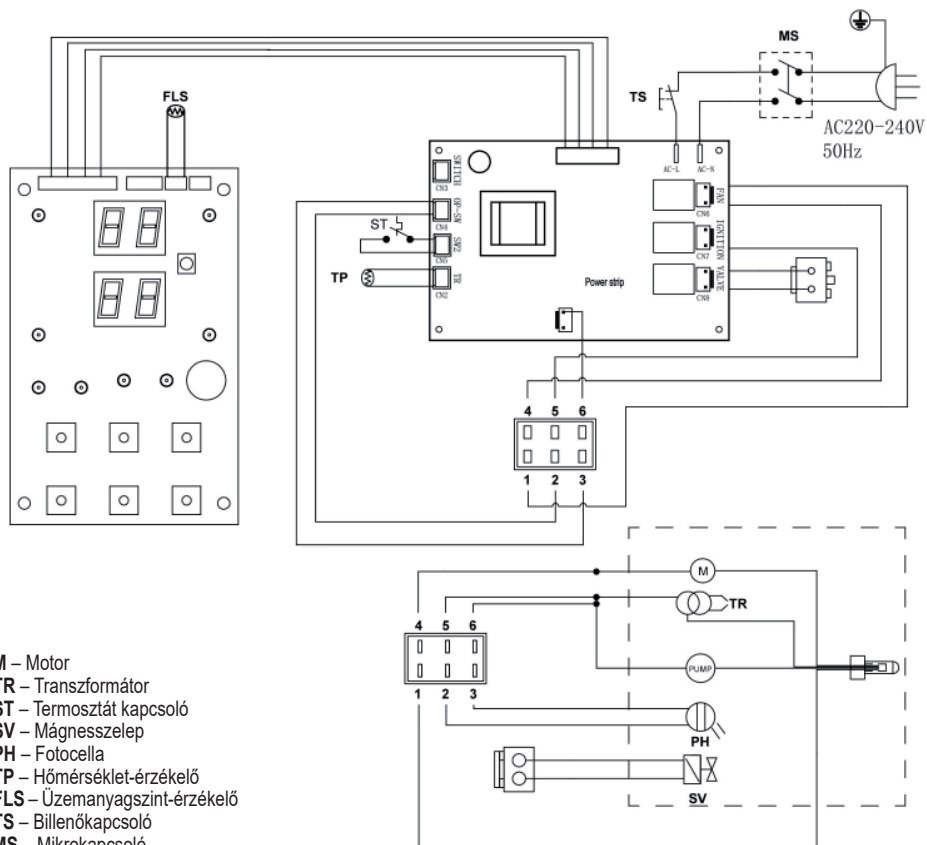 MS
FLS
TS
AC220-240V
50Hz
AC-L
AC-N
SWITCH
CN3
OP-SW
CN4
ST
SW2
CN5
TP
TR
CN2
FAN
CN6
IGNITION
CN7
VALVE
CN8
Power strip
4 5 6
1 2 3
M
TR
4 5 6
PUMP
1 2 3
PH
SV
M – Motor
TR – Transzformátor
ST – Termosztát kapcsoló
SV – Mágnesszelep
PH – Fotocella
TP – Hőmérséklet-érzékelő
FLS – Üzemanyagszint-érzékelő
TS – Billenőkapcsoló
MS – Mikrokapcsoló